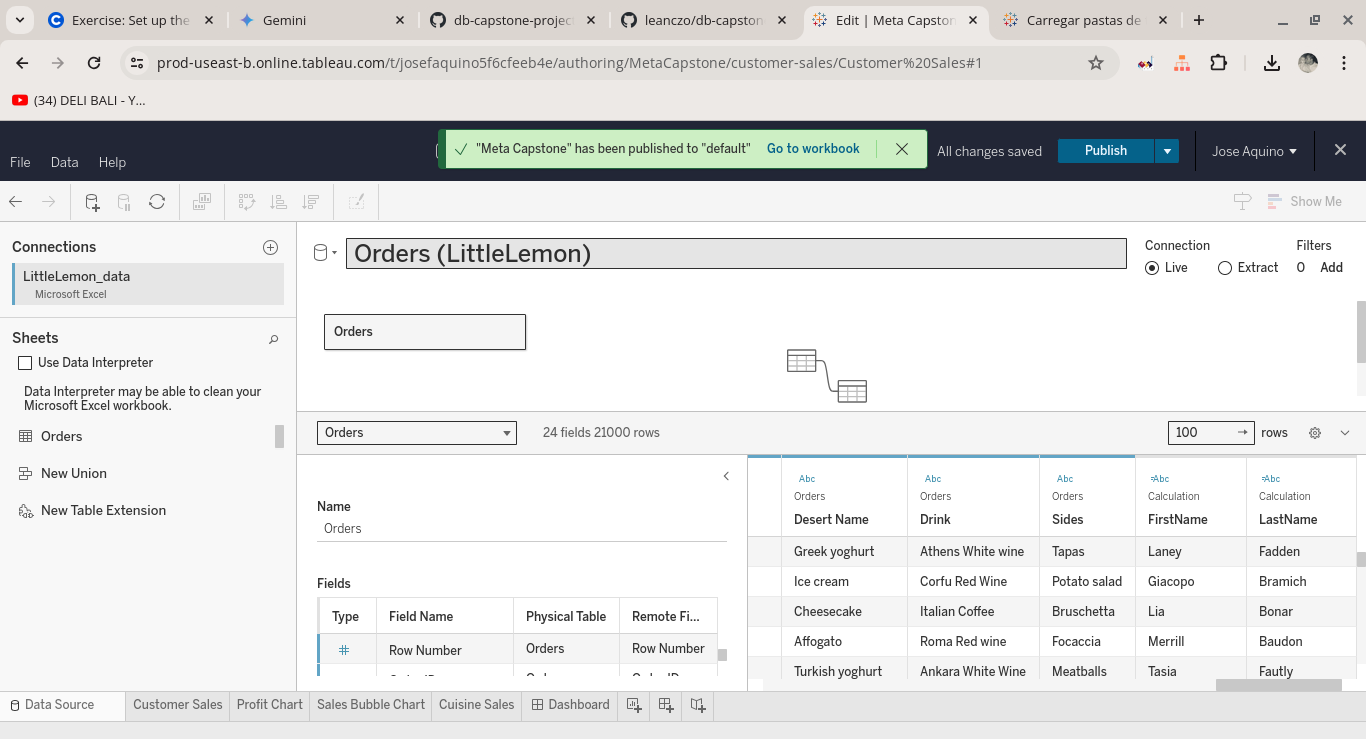 Exercise: Set up the
Gemini
db-capstone-projec
leanczo/db-capston
Edit | Meta Capston
Carregar pastas de
prod-useast-b.online.tableau.com/t/josefaquino5f6cfeeb4e/authoring/MetaCapstone/customer-sales/Customer%20Sales#1
(34) DELI BALI - Y...
File Data Help
"Meta Capstone" has been published to "default" Go to workbook
All changes saved
Publish
Jose Aquino
Show Me
Connections
LittleLemon_data
Microsoft Excel
Sheets
Use Data Interpreter
Data Interpreter may be able to clean your
Microsoft Excel workbook.
Orders
New Union
New Table Extension
Orders (LittleLemon)
Connection
Live Extract
Filters
0 Add
Orders
Orders 24 fields 21000 rows
100 rows
Name
Orders
Fields
Type Field Name Physical Table Remote Fi...
# Row Number Orders Row Number
Abc Abc Abc =Abc =Abc
Orders Orders Orders Calculation Calculation
Desert Name Drink Sides FirstName LastName
Greek yoghurt Athens White wine Tapas Laney Fadden
Ice cream Corfu Red Wine Potato salad Giacopo Bramich
Cheesecake Italian Coffee Bruschetta Lia Bonar
Affogato Roma Red wine Focaccia Merrill Baudon
Turkish yoghurt Ankara White Wine Meatballs Tasia Fautly
Data Source Customer Sales Profit Chart Sales Bubble Chart Cuisine Sales Dashboard